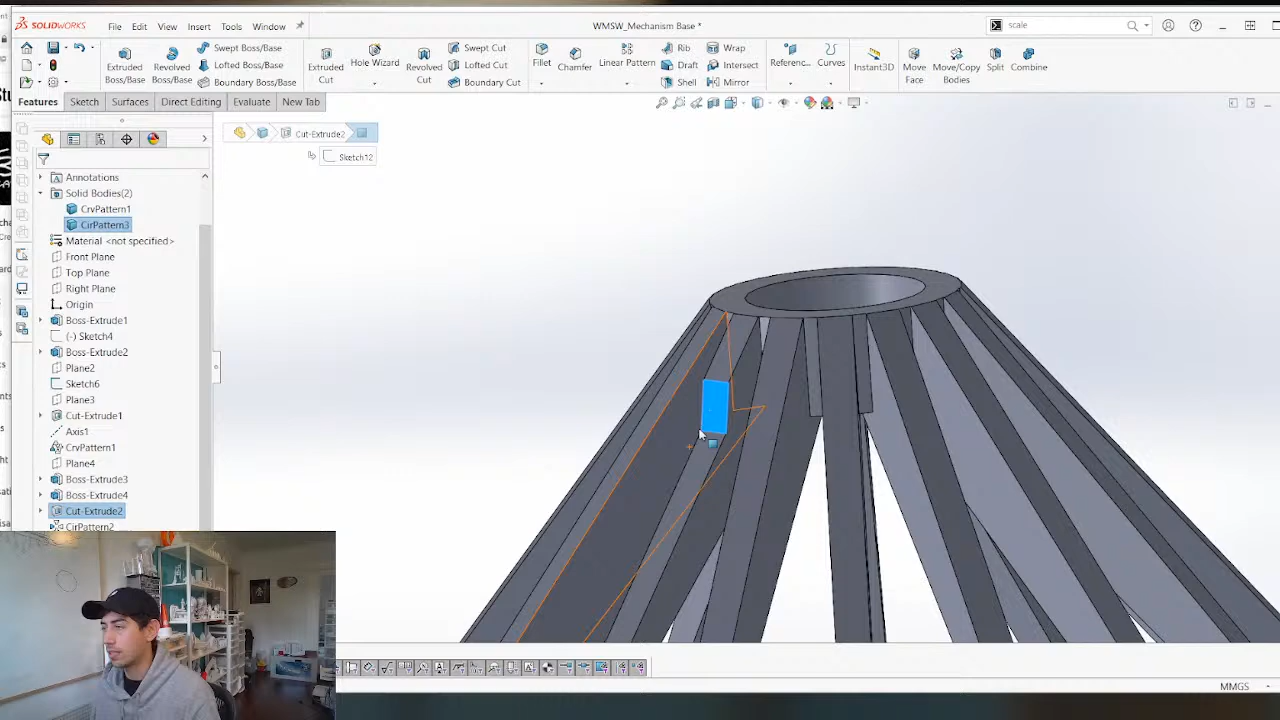 SOLIDWORKS File Edit View Insert Tools Window WMSW_Mechanism Base * scale
Extruded Boss/Base Revolved Boss/Base Swept Boss/Base Lofted Boss/Base Boundary Boss/Base Extruded Cut Hole Wizard Revolved Cut Swept Cut Lofted Cut Boundary Cut Fillet Chamfer Linear Pattern Rib Draft Shell Wrap Intersect Mirror Referenc... Curves Instant3D Move Face Move/Copy Bodies Split Combine
Features Sketch Surfaces Direct Editing Evaluate New Tab
Cut-Extrude2
Sketch12
Annotations
Solid Bodies(2)
CrvPattern1
CirPattern3
Material <not specified>
Front Plane
Top Plane
Right Plane
Origin
Boss-Extrude1
(-) Sketch4
Boss-Extrude2
Plane2
Sketch6
Plane3
Cut-Extrude1
Axis1
CrvPattern1
Plane4
Boss-Extrude3
Boss-Extrude4
Cut-Extrude2
CirPattern2
MMGS